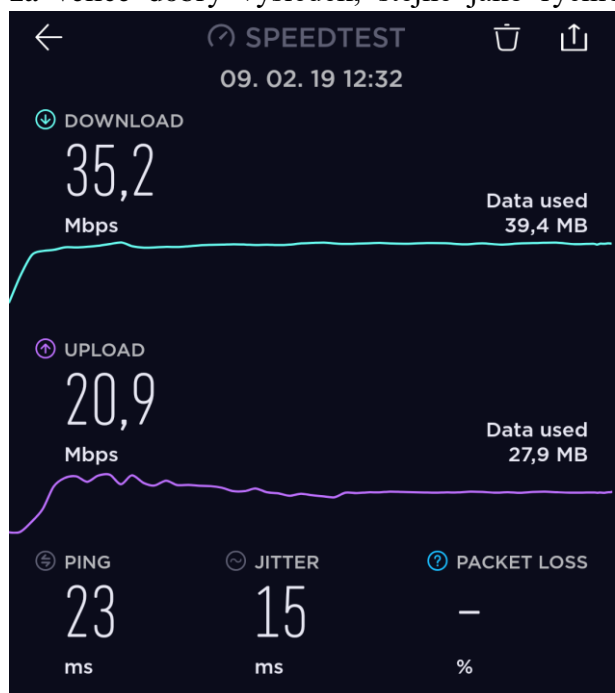 SPEEDTEST
09. 02. 19 12:32
DOWNLOAD
35,2
Mbps
Data used
39,4 MB
UPLOAD
20,9
Mbps
Data used
27,9 MB
PING
23
ms
JITTER
15
ms
? PACKET LOSS
–
%